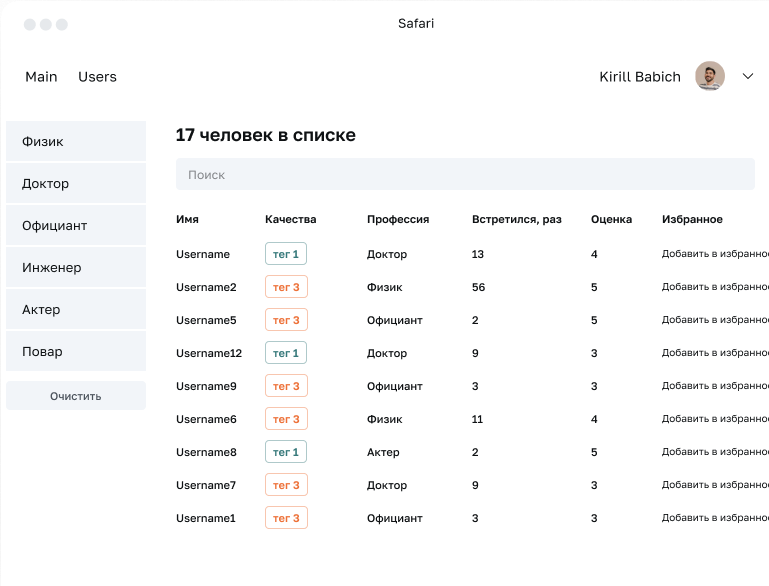 Safari
Main Users Kirill Babich
Физик
Доктор
Официант
Инженер
Актер
Повар
Очистить
17 человек в списке
Поиск
Имя Качества Профессия Встретился, раз Оценка Избранное
Username тег 1 Доктор 13 4 Добавить в избранно
Username2 тег 3 Физик 56 5 Добавить в избранно
Username5 тег 3 Официант 2 5 Добавить в избранно
Username12 тег 1 Доктор 9 3 Добавить в избранно
Username9 тег 3 Официант 3 3 Добавить в избранно
Username6 тег 3 Физик 11 4 Добавить в избранно
Username8 тег 1 Актер 2 5 Добавить в избранно
Username7 тег 3 Доктор 9 3 Добавить в избранно
Username1 тег 3 Официант 3 3 Добавить в избранно